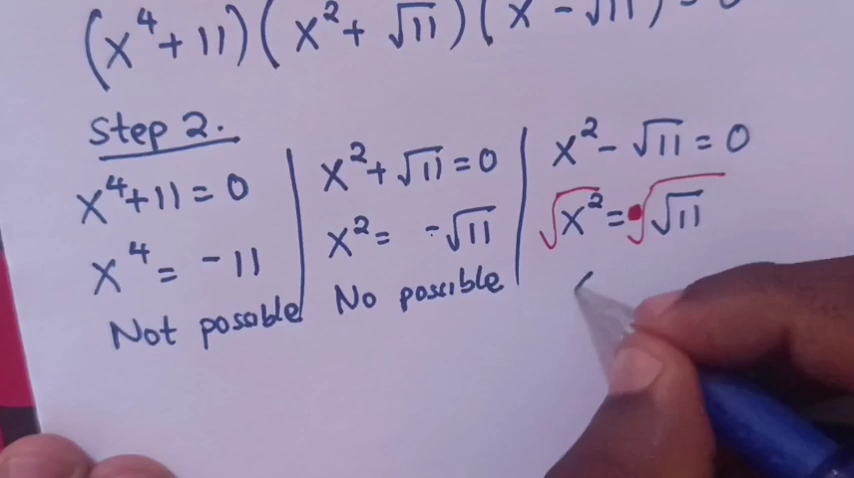 (x⁴+11)(x²+√11)(x -√11)
Step 2.
x⁴+11=0
x⁴ = -11
Not posable
x²+√11=0
x² = -√11
No possible
x²-√11=0
√x²=√√11